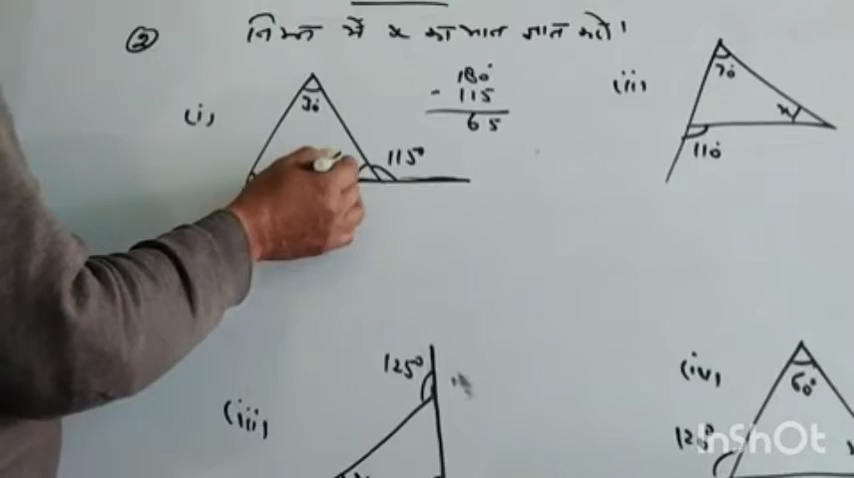 ② निम्न में x का मान ज्ञात करो।
(i)
30°
115°
180°
- 115
65
(ii)
70°
x
110°
(iii)
125°
(iv)
60°
InShOt